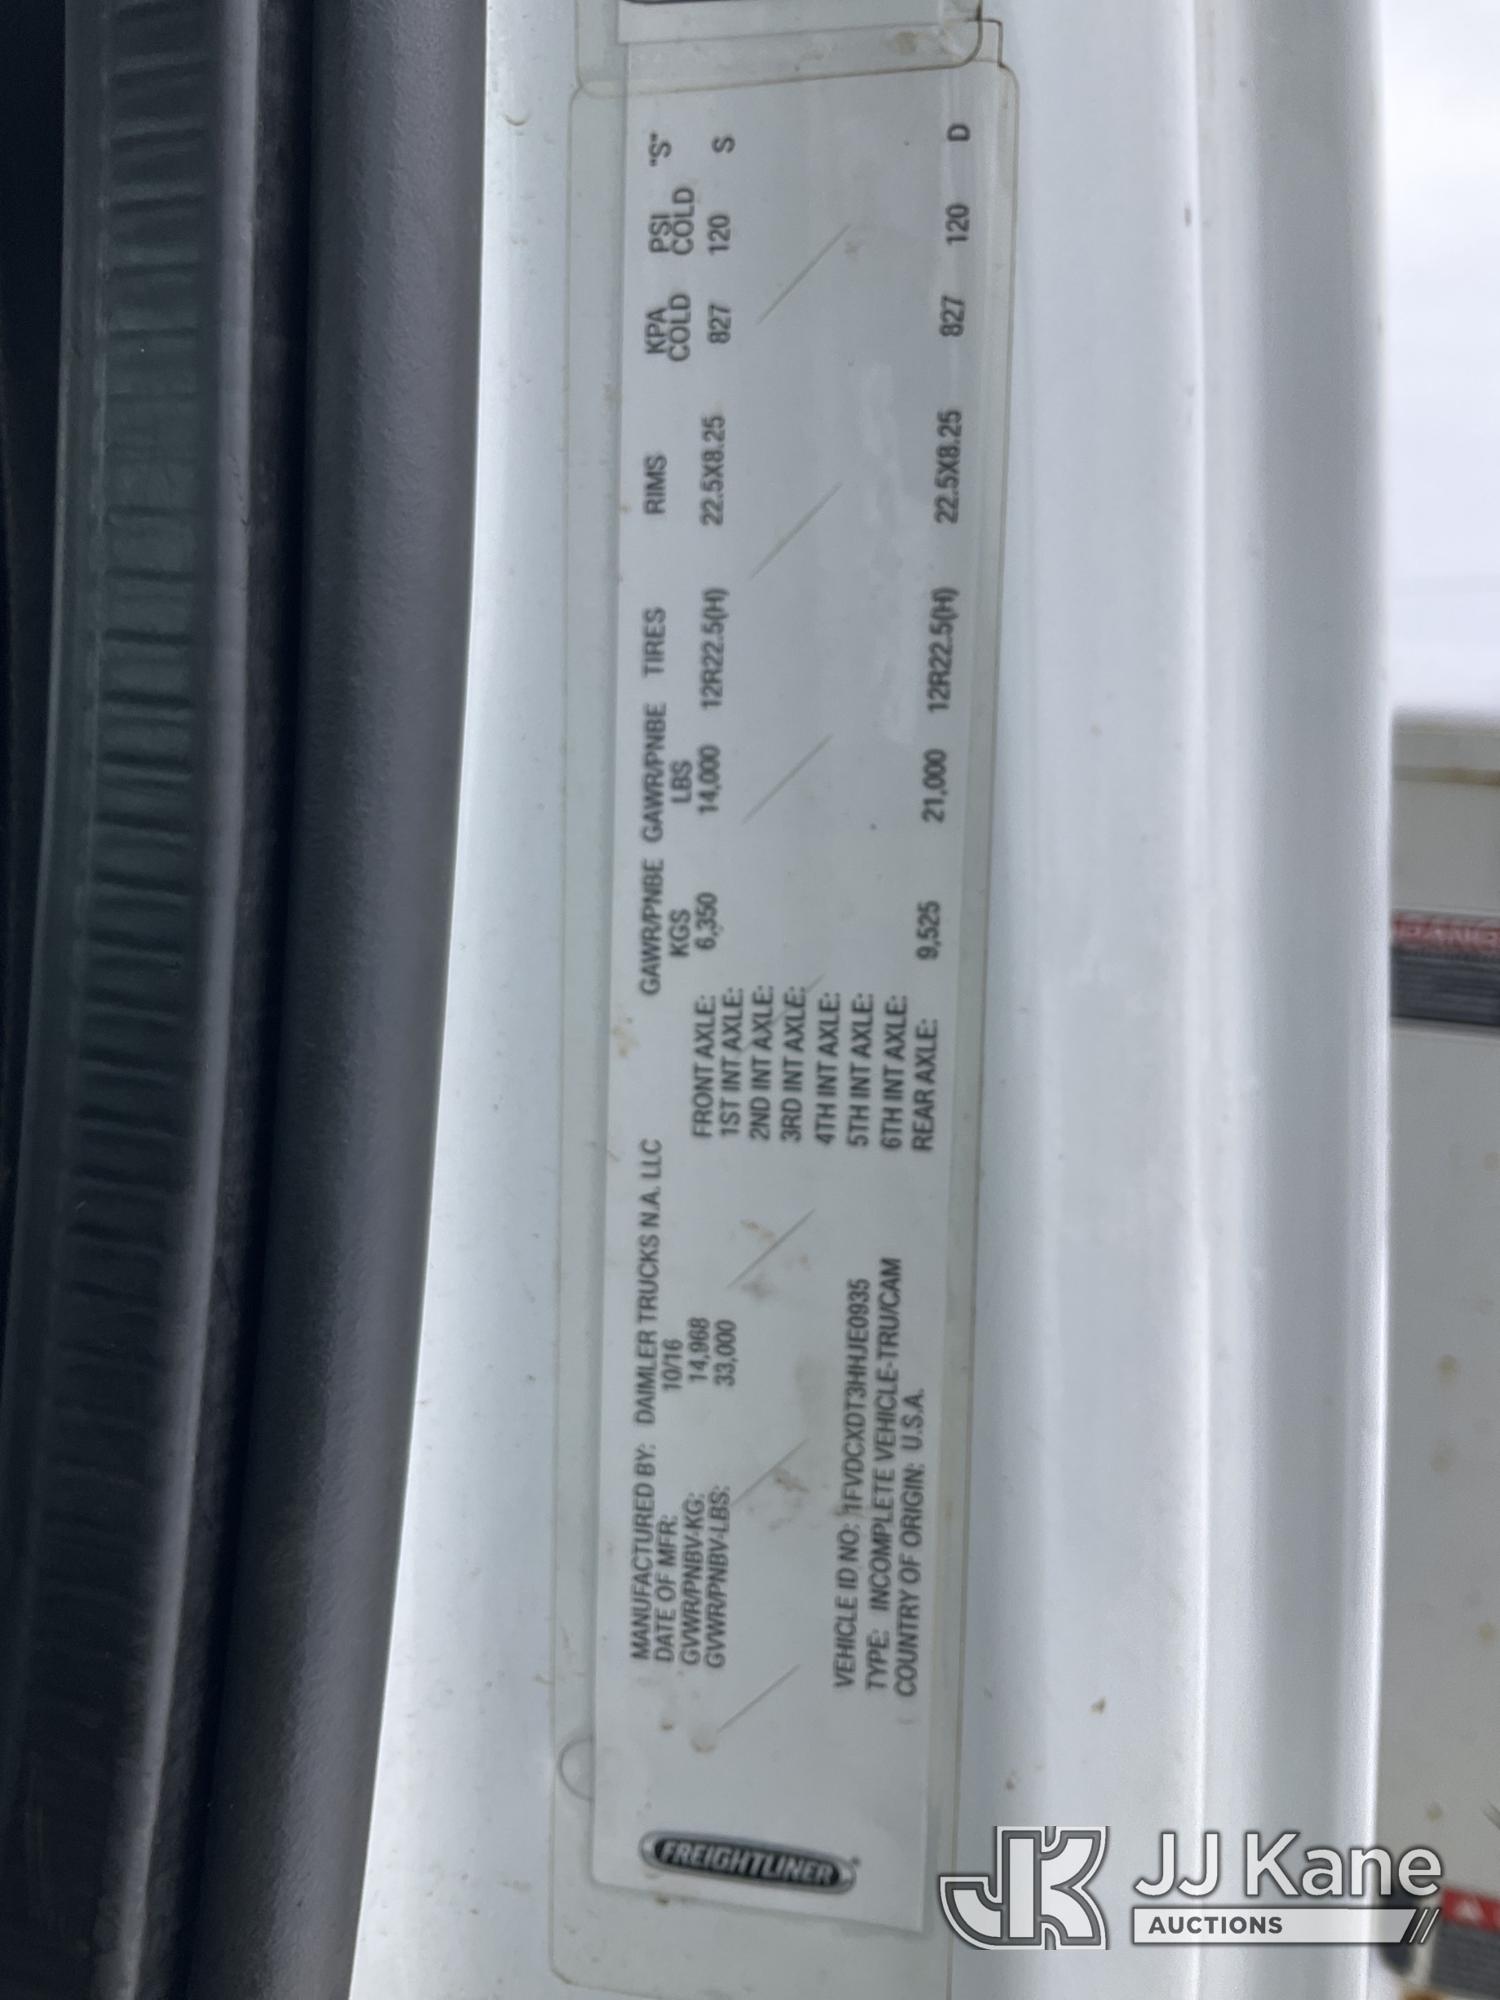 FREIGHTLINER
MANUFACTURED BY: DAIMLER TRUCKS N.A. LLC
DATE OF MFR: 10/16
GVWR/PNBV-KG: 14,968
GVWR/PNBV-LBS: 33,000
VEHICLE ID NO: 1FVDCXDT3HHJE0935
TYPE: INCOMPLETE VEHICLE-TRU/CAM
COUNTRY OF ORIGIN: U.S.A.
GAWR/PNBE GAWR/PNBE TIRES RIMS KPA PSI "S"
KGS LBS COLD COLD
FRONT AXLE: 6,350 14,000 12R22.5(H) 22.5X8.25 827 120 S
1ST INT AXLE:
2ND INT AXLE:
3RD INT AXLE:
4TH INT AXLE:
5TH INT AXLE:
6TH INT AXLE:
REAR AXLE: 9,525 21,000 12R22.5(H) 22.5X8.25 827 120 D
JK JJ Kane
AUCTIONS